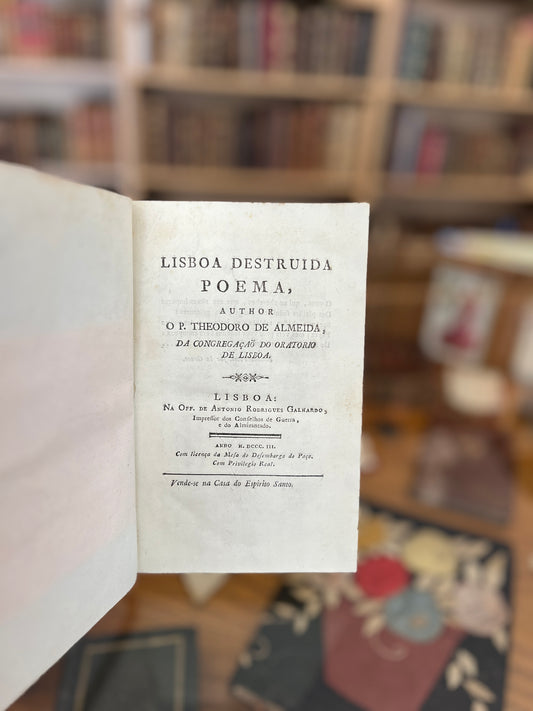 LISBOA DESTRUIDA
POEMA,
AUTHOR
O P. THEODORO DE ALMEIDA,
DA CONGREGAÇAÕ DO ORATORIO
DE LISBOA.
LISBOA:
NA OFF. DE ANTONIO RODRIGUES GALHARDO,
Impressor dos Conselhos de Guerra,
e do Almirantado.
ANNO M. DCCC. III.
Com licença da Mesa do Desembargo do Paço.
Com Privilegio Real.
Vende-se na Casa do Espirito Santo.